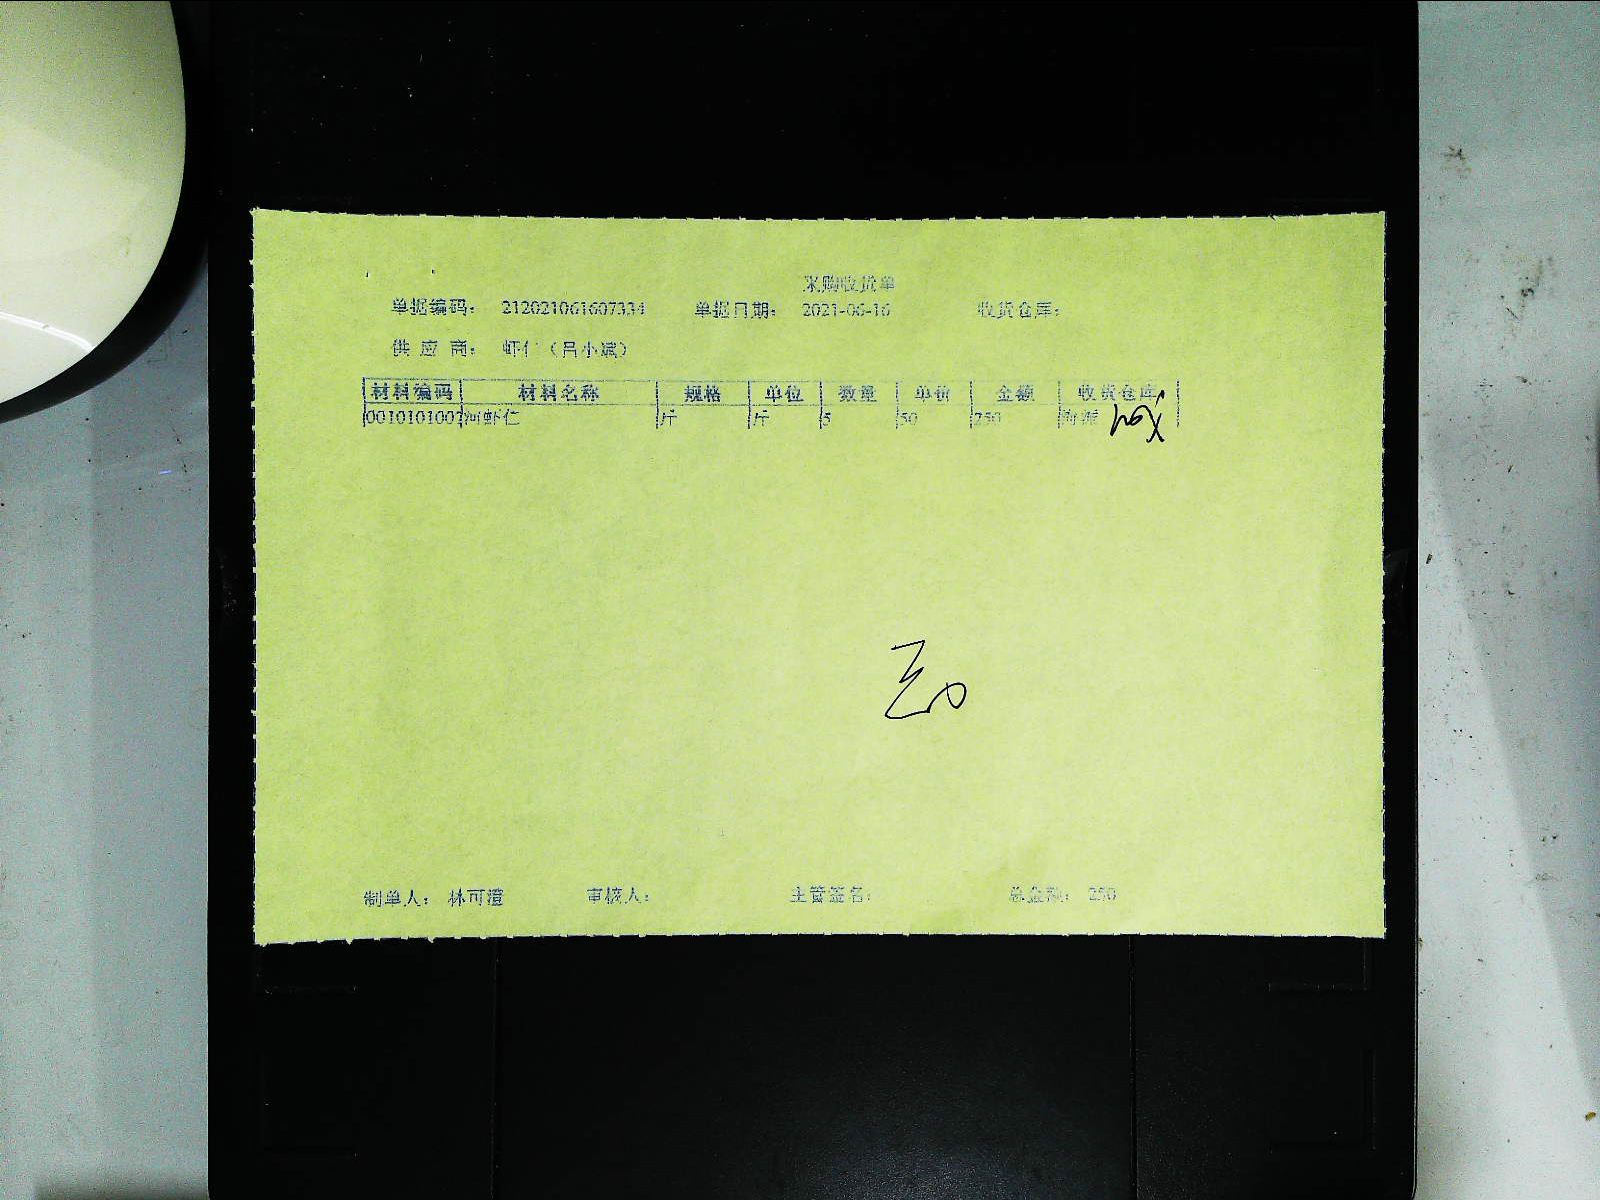 采购收货单
单据编码： 212021061607334 单据日期： 2021-06-16 收货仓库：
供应商： 虾仁（吕小斌）
材料编码 材料名称 规格 单位 数量 单价 金额 收货仓库
河虾仁 斤 斤 5 50 250
制单人： 林可澄 审核人： 主管签名： 总金额： 250